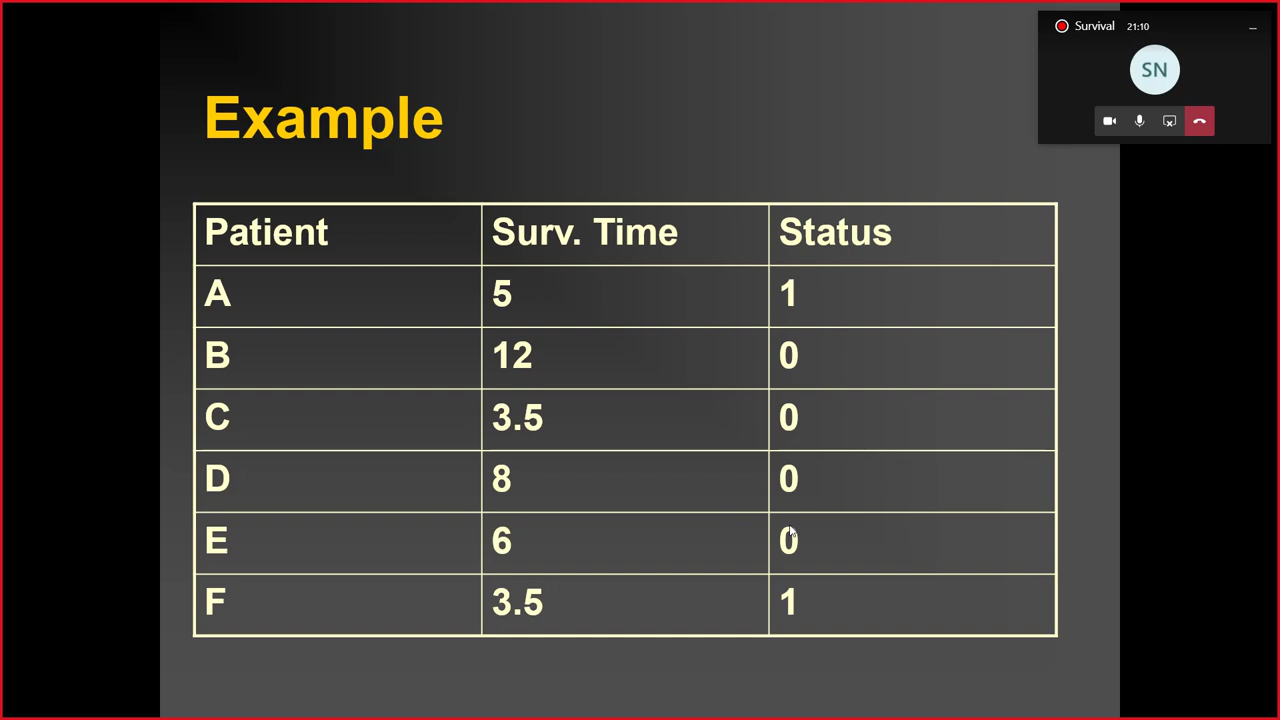 Survival 21:10
SN
Example
Patient Surv. Time Status
A 5 1
B 12 0
C 3.5 0
D 8 0
E 6 0
F 3.5 1